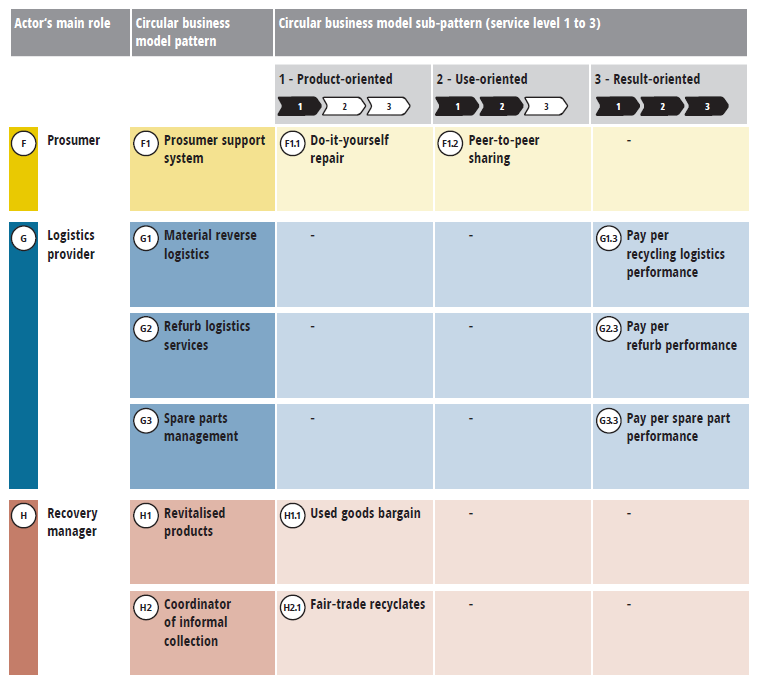 Actor's main role
Circular business
model pattern
Circular business model sub-pattern (service level 1 to 3)
1 - Product-oriented
1 2 3
2 - Use-oriented
1 2 3
3 - Result-oriented
1 2 3
F Prosumer
F1 Prosumer support
system
F1.1 Do-it-yourself
repair
F1.2 Peer-to-peer
sharing
-
G Logistics
provider
G1 Material reverse
logistics
-
-
G1.3 Pay per
recycling logistics
performance
G2 Refurb logistics
services
-
-
G2.3 Pay per
refurb performance
G3 Spare parts
management
-
-
G3.3 Pay per spare part
performance
H Recovery
manager
H1 Revitalised
products
H1.1 Used goods bargain
-
-
H2 Coordinator
of informal
collection
H2.1 Fair-trade recyclates
-
-